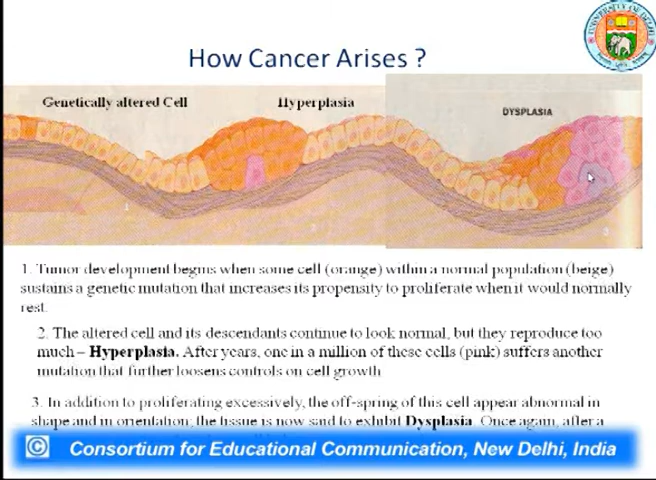 How Cancer Arises ?
Genetically altered Cell
Hyperplasia
DYSPLASIA
1
2
3
1. Tumor development begins when some cell (orange) within a normal population (beige)
sustains a genetic mutation that increases its propensity to proliferate when it would normally
rest.
2. The altered cell and its descendants continue to look normal, but they reproduce too
much – Hyperplasia. After years, one in a million of these cells (pink) suffers another
mutation that further loosens controls on cell growth
3. In addition to proliferating excessively, the off-spring of this cell appear abnormal in
shape and in orientation; the tissue is now said to exhibit Dysplasia. Once again, after a
© Consortium for Educational Communication, New Delhi, India